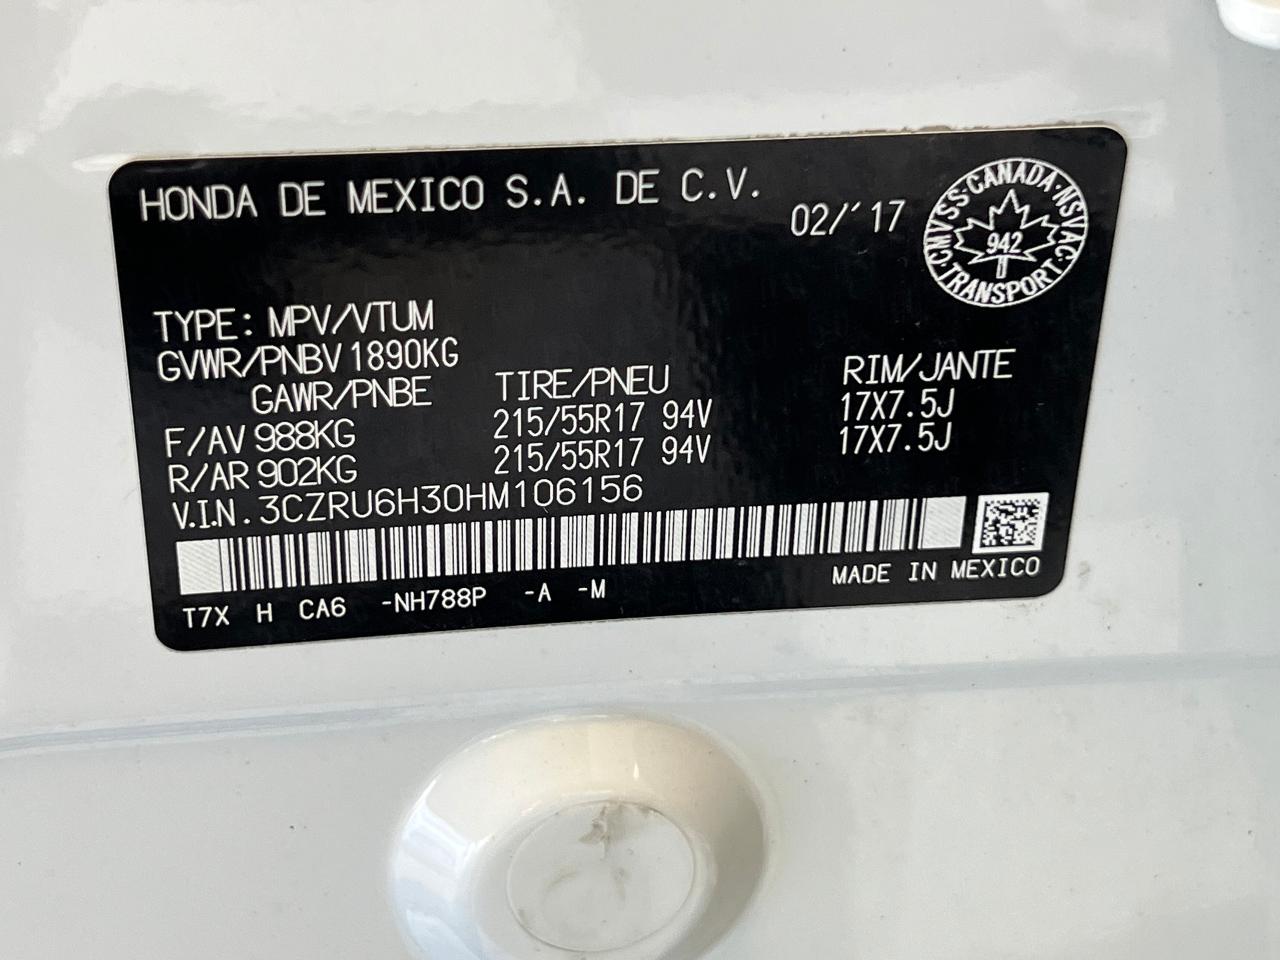 HONDA DE MEXICO S.A. DE C.V.
02/'17
CMVSS·CANADA·NSVAC·TRANSPORT
942
TYPE: MPV/VTUM
GVWR/PNBV 1890KG
GAWR/PNBE TIRE/PNEU RIM/JANTE
F/AV 988KG 215/55R17 94V 17X7.5J
R/AR 902KG 215/55R17 94V 17X7.5J
V.I.N. 3CZRU6H30HM106156
MADE IN MEXICO
T7X H CA6 -NH788P -A -M